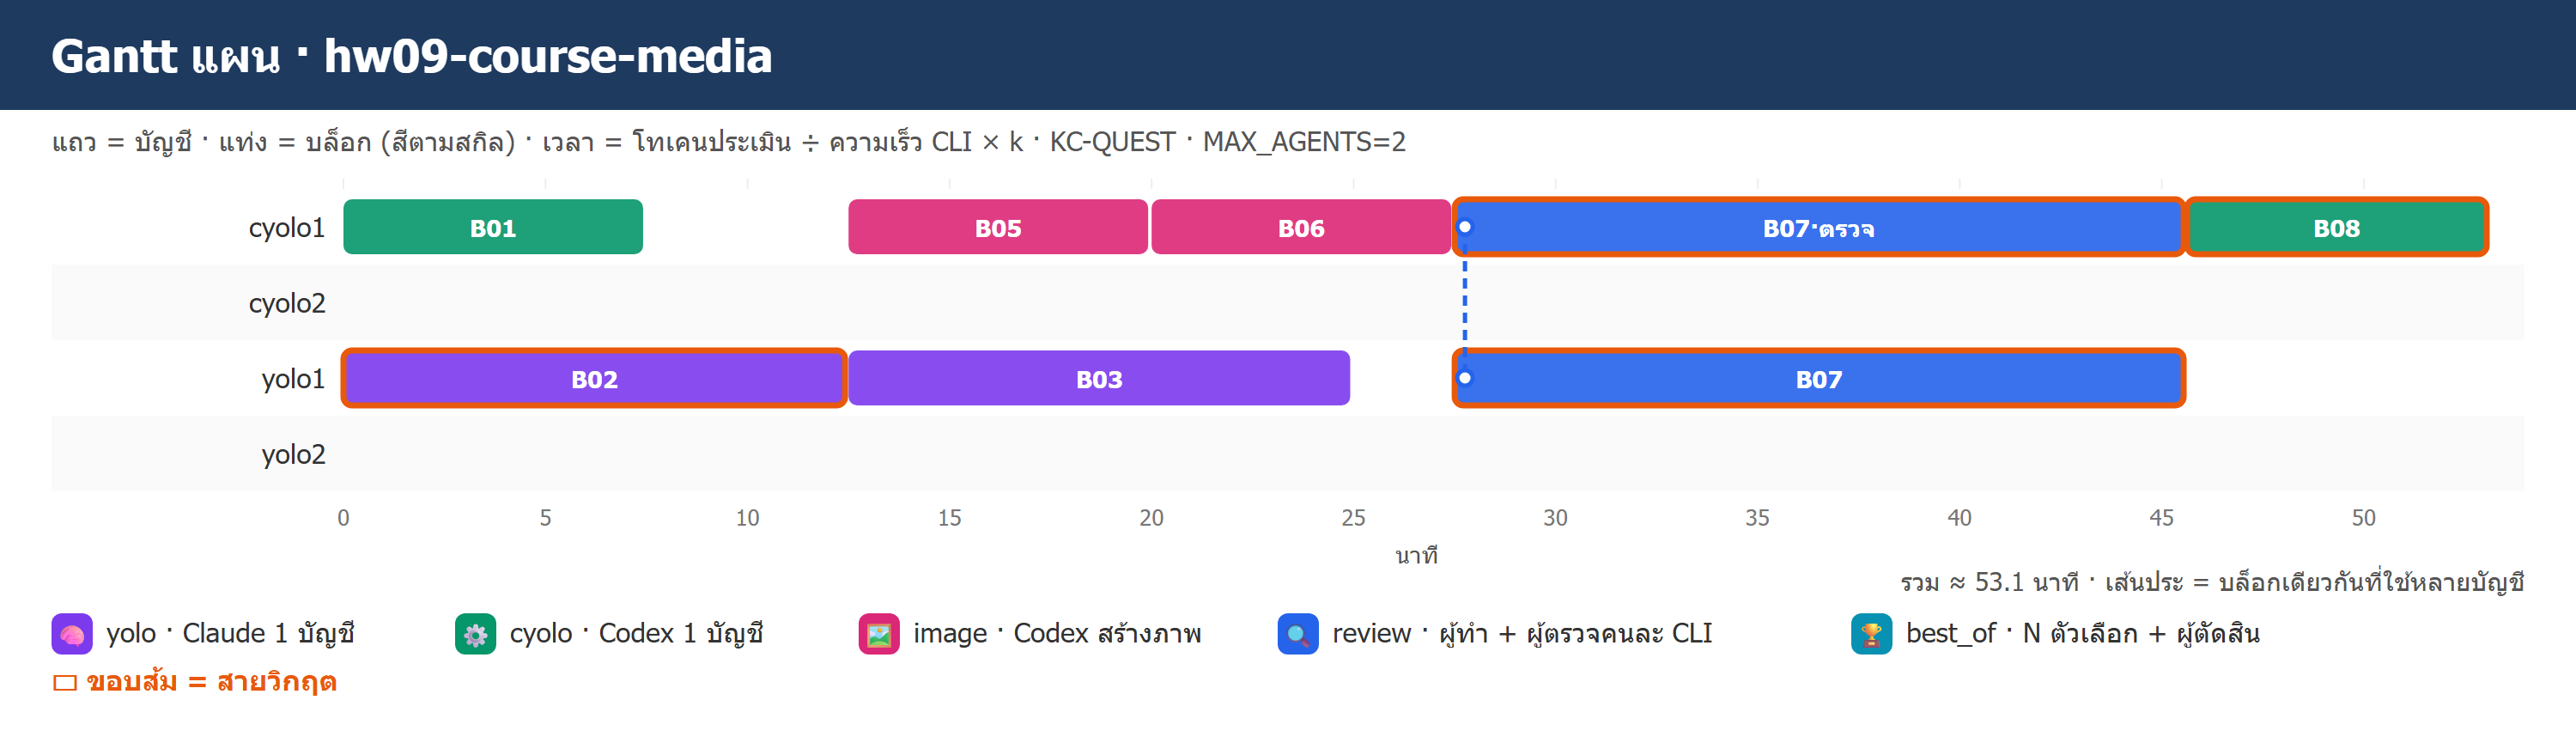 Gantt แผน · hw09-course-media
แถว = บัญชี · แท่ง = บล็อก (สีตามสกิล) · เวลา = โทเคนประเมิน ÷ ความเร็ว CLI × k · KC-QUEST · MAX_AGENTS=2
cyolo1 B01 B05 B06 B07·ตรวจ B08
cyolo2
yolo1 B02 B03 B07
yolo2
0 5 10 15 20 25 30 35 40 45 50
นาที
รวม ≈ 53.1 นาที · เส้นประ = บล็อกเดียวกันที่ใช้หลายบัญชี
yolo · Claude 1 บัญชี cyolo · Codex 1 บัญชี image · Codex สร้างภาพ review · ผู้ทำ + ผู้ตรวจคนละ CLI best_of · N ตัวเลือก + ผู้ตัดสิน
ขอบส้ม = สายวิกฤต